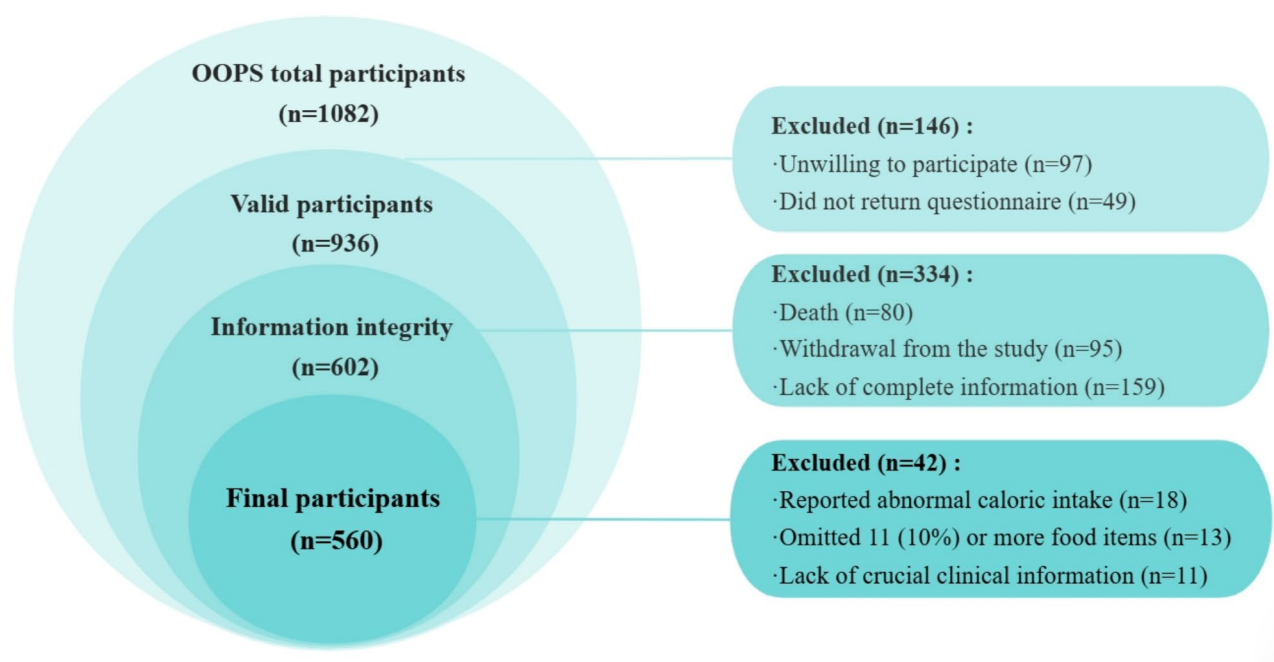 OOPS total participants
(n=1082)
Valid participants
(n=936)
Information integrity
(n=602)
Final participants
(n=560)
Excluded (n=146) :
·Unwilling to participate (n=97)
·Did not return questionnaire (n=49)
Excluded (n=334) :
·Death (n=80)
·Withdrawal from the study (n=95)
·Lack of complete information (n=159)
Excluded (n=42) :
·Reported abnormal caloric intake (n=18)
·Omitted 11 (10%) or more food items (n=13)
·Lack of crucial clinical information (n=11)